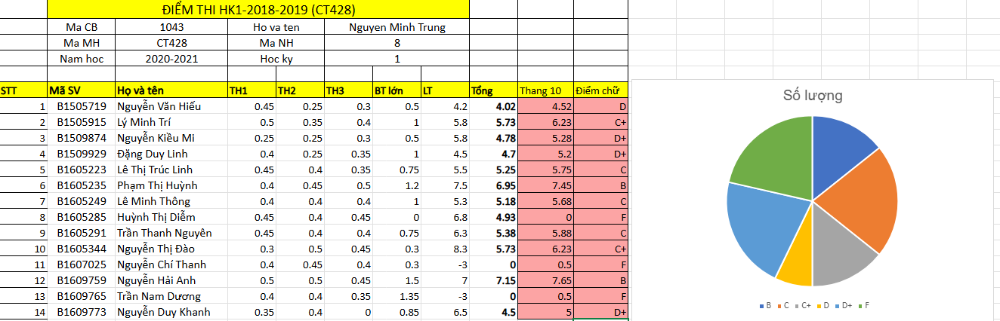 ĐIỂM THI HK1-2018-2019 (CT428)
Ma CB 1043 Ho va ten Nguyen Minh Trung
Ma MH CT428 Ma NH 8
Nam hoc 2020-2021 Hoc ky 1
STT Mã SV Họ và tên TH1 TH2 TH3 BT lớn LT Tổng Thang 10 Điểm chữ
1 B1505719 Nguyễn Văn Hiếu 0.45 0.25 0.3 0.5 4.2 4.02 4.52 D
2 B1505915 Lý Minh Trí 0.5 0.35 0.4 1 5.8 5.73 6.23 C+
3 B1509874 Nguyễn Kiều Mi 0.25 0.25 0.3 0.5 5.8 4.78 5.28 D+
4 B1509929 Đặng Duy Linh 0.4 0.25 0.35 1 4.5 4.7 5.2 D+
5 B1605223 Lê Thị Trúc Linh 0.45 0.4 0.35 0.75 5.5 5.25 5.75 C
6 B1605235 Phạm Thị Huỳnh 0.4 0.45 0.5 1.2 7.5 6.95 7.45 B
7 B1605249 Lê Minh Thông 0.4 0.4 0.4 1 5.3 5.18 5.68 C
8 B1605285 Huỳnh Thị Diễm 0.45 0.4 0.45 0 6.8 4.93 0 F
9 B1605291 Trần Thanh Nguyên 0.45 0.4 0.4 0.75 6.3 5.38 5.88 C
10 B1605344 Nguyễn Thị Đào 0.3 0.5 0.45 0.3 8.3 5.73 6.23 C+
11 B1607025 Nguyễn Chí Thanh 0.4 0.45 0.4 0.3 -3 0 0.5 F
12 B1609759 Nguyễn Hải Anh 0.5 0.5 0.45 1.5 7 7.15 7.65 B
13 B1609765 Trần Nam Dương 0.4 0.4 0.35 1.35 -3 0 0.5 F
14 B1609773 Nguyễn Duy Khanh 0.35 0.4 0 0.85 6.5 4.5 5 D+
Số lượng
B C C+ D D+ F